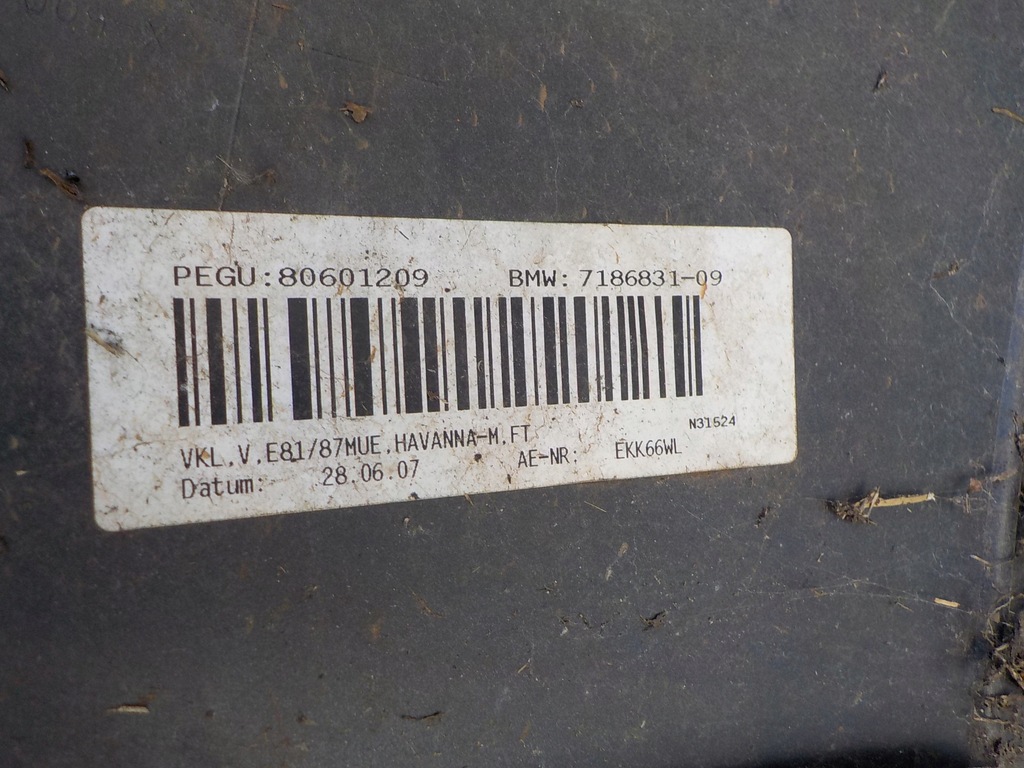 PEGU:80601209 BMW:7186831-09
N31524
VKL,V,E81/87MUE,HAVANNA-M,FT
Datum: 28.06.07 AE-NR: EKK66WL